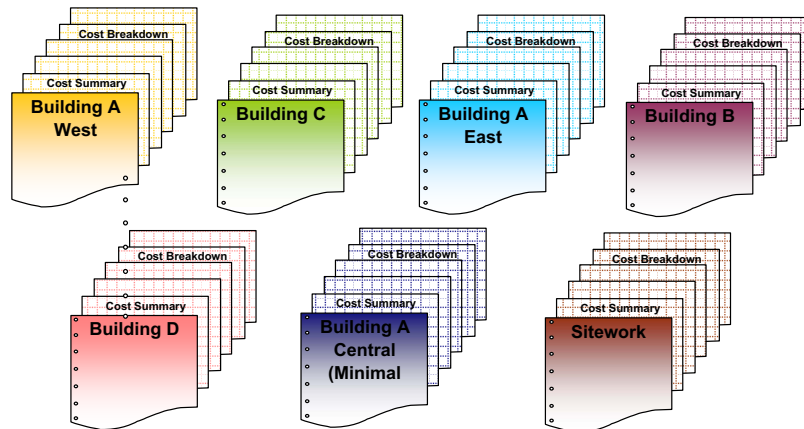 Cost Breakdown
Cost Summary
Building A
West
Cost Breakdown
Cost Summary
Building C
Cost Breakdown
Cost Summary
Building A
East
Cost Breakdown
Cost Summary
Building B
Cost Breakdown
Cost Summary
Building D
Cost Breakdown
Cost Summary
Building A
Central
(Minimal
Cost Breakdown
Cost Summary
Sitework